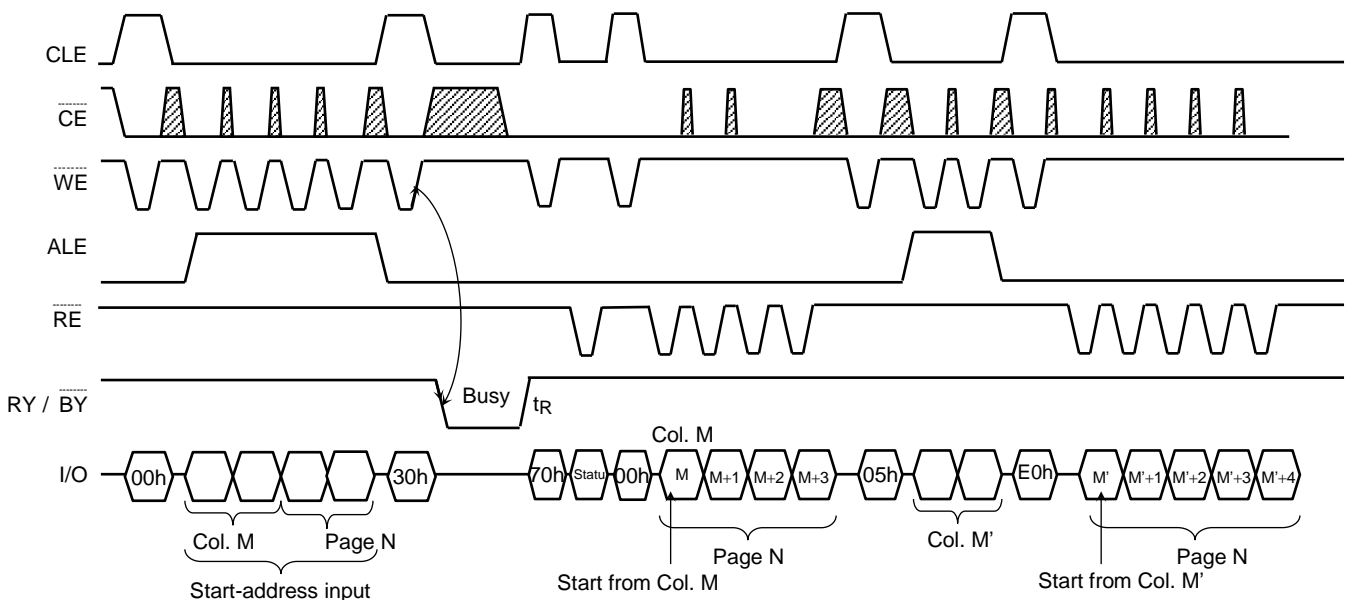 CLE
CE
WE
ALE
RE
RY / BY
Busy
tR
Col. M
I/O
00h
30h
70h
Statu
00h
M
M+1
M+2
M+3
05h
E0h
M'
M'+1
M'+2
M'+3
M'+4
Col. M
Page N
Page N
Col. M'
Page N
Start-address input
Start from Col. M
Start from Col. M'